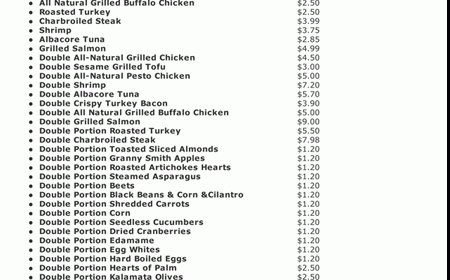 All Natural Grilled Buffalo Chicken $2.50
Roasted Turkey $2.50
Charbroiled Steak $3.99
Shrimp $3.75
Albacore Tuna $2.85
Grilled Salmon $4.99
Double All-Natural Grilled Chicken $4.50
Double Sesame Grilled Tofu $3.00
Double All-Natural Pesto Chicken $5.00
Double Shrimp $7.20
Double Albacore Tuna $5.70
Double Crispy Turkey Bacon $3.90
Double All Natural Grilled Buffalo Chicken $5.00
Double Grilled Salmon $9.00
Double Portion Roasted Turkey $5.50
Double Charbroiled Steak $7.98
Double Portion Toasted Sliced Almonds $1.20
Double Portion Granny Smith Apples $1.20
Double Portion Roasted Artichokes Hearts $1.20
Double Portion Steamed Asparagus $1.20
Double Portion Beets $1.20
Double Portion Black Beans & Corn &Cilantro $1.20
Double Portion Shredded Carrots $1.20
Double Portion Corn $1.20
Double Portion Seedless Cucumbers $1.20
Double Portion Dried Cranberries $1.20
Double Portion Edamame $1.20
Double Portion Egg Whites $1.20
Double Portion Hard Boiled Eggs $1.20
Double Portion Hearts of Palm $2.50
Double Portion Kalamata Olives $2.50